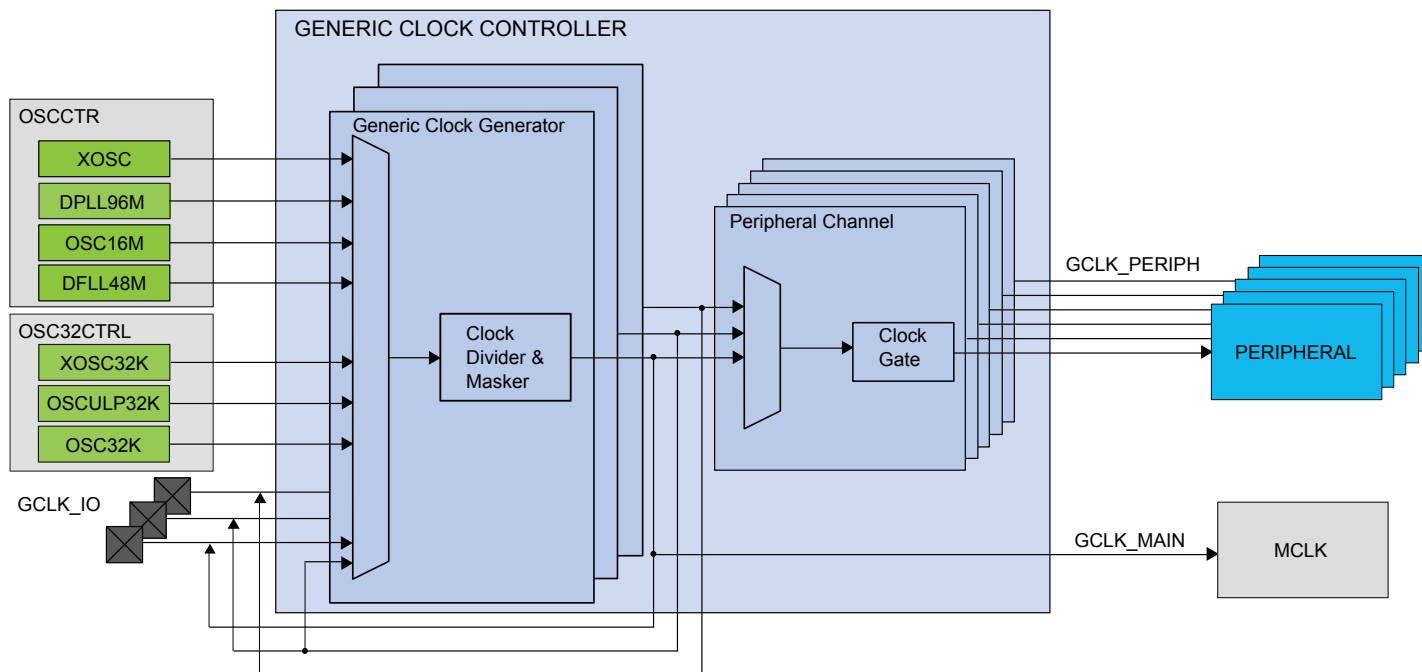 GENERIC CLOCK CONTROLLER
OSCCTR
XOSC
DPLL96M
OSC16M
DFLL48M
OSC32CTRL
XOSC32K
OSCULP32K
OSC32K
GCLK_IO
Generic Clock Generator
Clock
Divider &
Masker
Peripheral Channel
Clock
Gate
GCLK_PERIPH
PERIPHERAL
GCLK_MAIN
MCLK